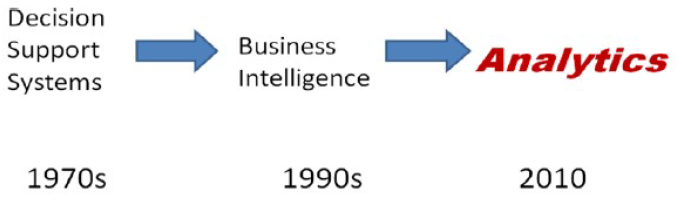 Decision
Support
Systems
Business
Intelligence
Analytics
1970s
1990s
2010